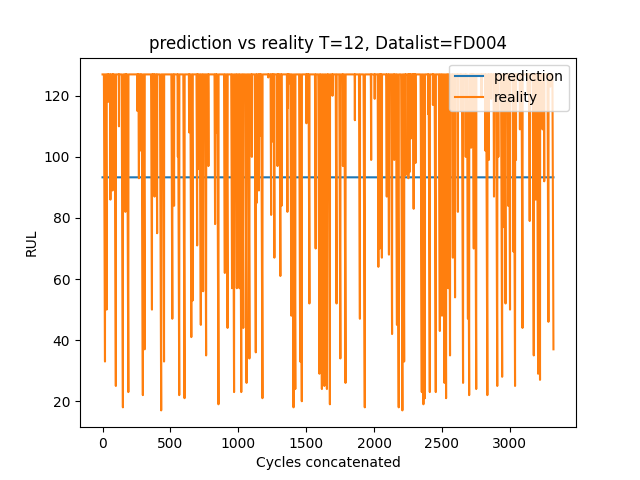 prediction vs reality T=12, Datalist=FD004
prediction
reality
120
100
80
60
40
20
RUL
0
500
1000
1500
2000
2500
3000
Cycles concatenated